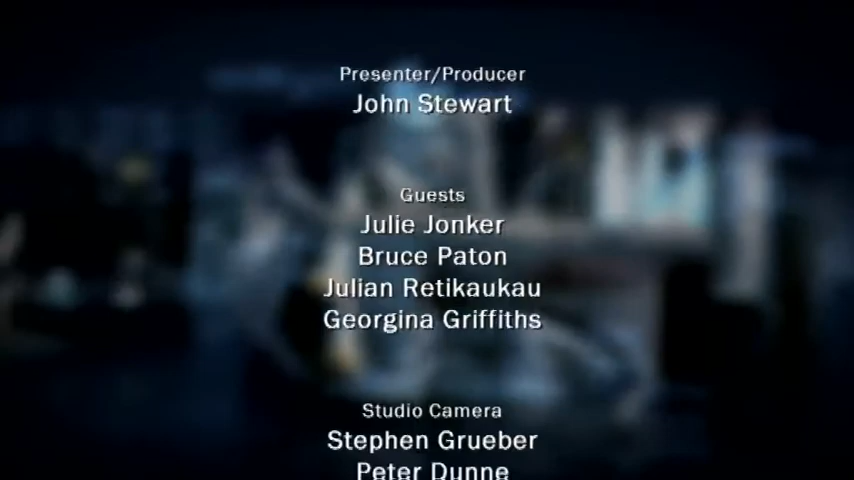 Presenter/Producer
John Stewart
Guests
Julie Jonker
Bruce Paton
Julian Retikaukau
Georgina Griffiths
Studio Camera
Stephen Grueber
Peter Dunne